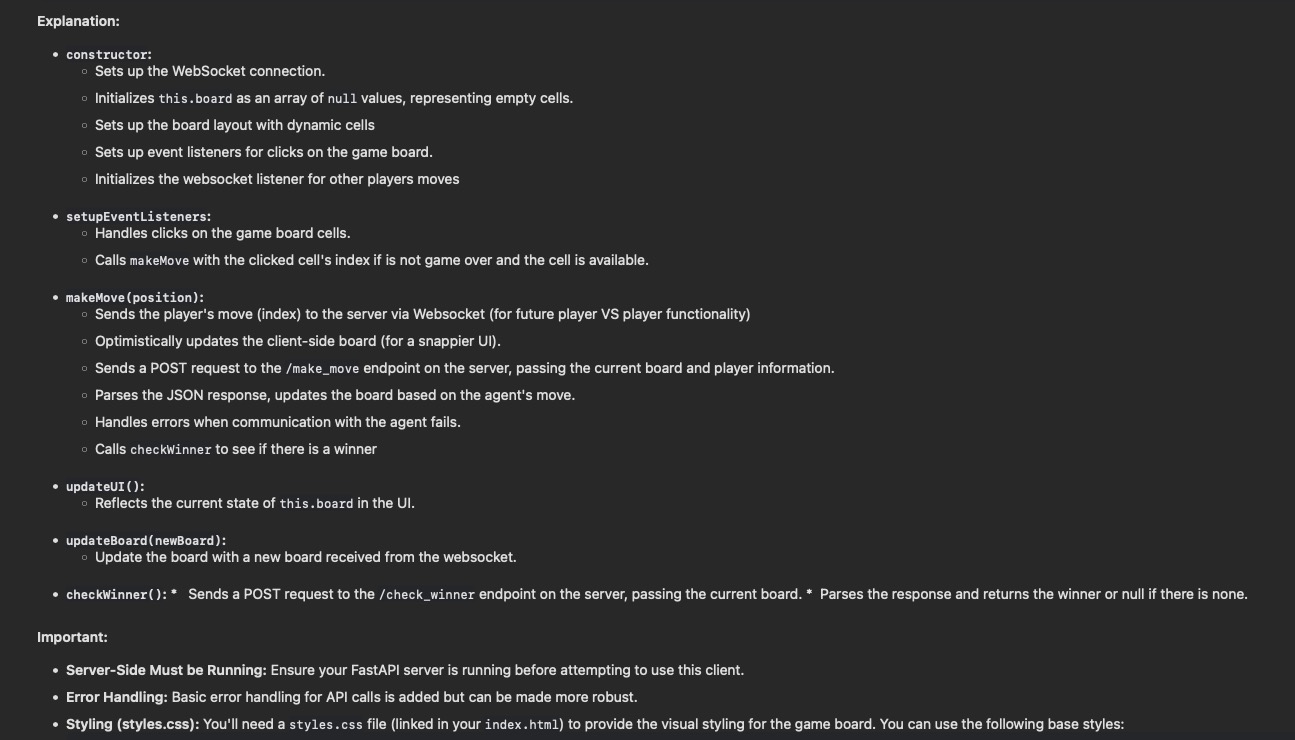 Explanation:
• constructor:
○ Sets up the WebSocket connection.
○ Initializes this.board as an array of null values, representing empty cells.
○ Sets up the board layout with dynamic cells
○ Sets up event listeners for clicks on the game board.
○ Initializes the websocket listener for other players moves
• setupEventListeners:
○ Handles clicks on the game board cells.
○ Calls makeMove with the clicked cell's index if is not game over and the cell is available.
• makeMove(position):
○ Sends the player's move (index) to the server via Websocket (for future player VS player functionality)
○ Optimistically updates the client-side board (for a snappier UI).
○ Sends a POST request to the /make_move endpoint on the server, passing the current board and player information.
○ Parses the JSON response, updates the board based on the agent's move.
○ Handles errors when communication with the agent fails.
○ Calls checkWinner to see if there is a winner
• updateUI():
○ Reflects the current state of this.board in the UI.
• updateBoard(newBoard):
○ Update the board with a new board received from the websocket.
• checkWinner(): * Sends a POST request to the /check_winner endpoint on the server, passing the current board. * Parses the response and returns the winner or null if there is none.
Important:
• Server-Side Must be Running: Ensure your FastAPI server is running before attempting to use this client.
• Error Handling: Basic error handling for API calls is added but can be made more robust.
• Styling (styles.css): You'll need a styles.css file (linked in your index.html) to provide the visual styling for the game board. You can use the following base styles: